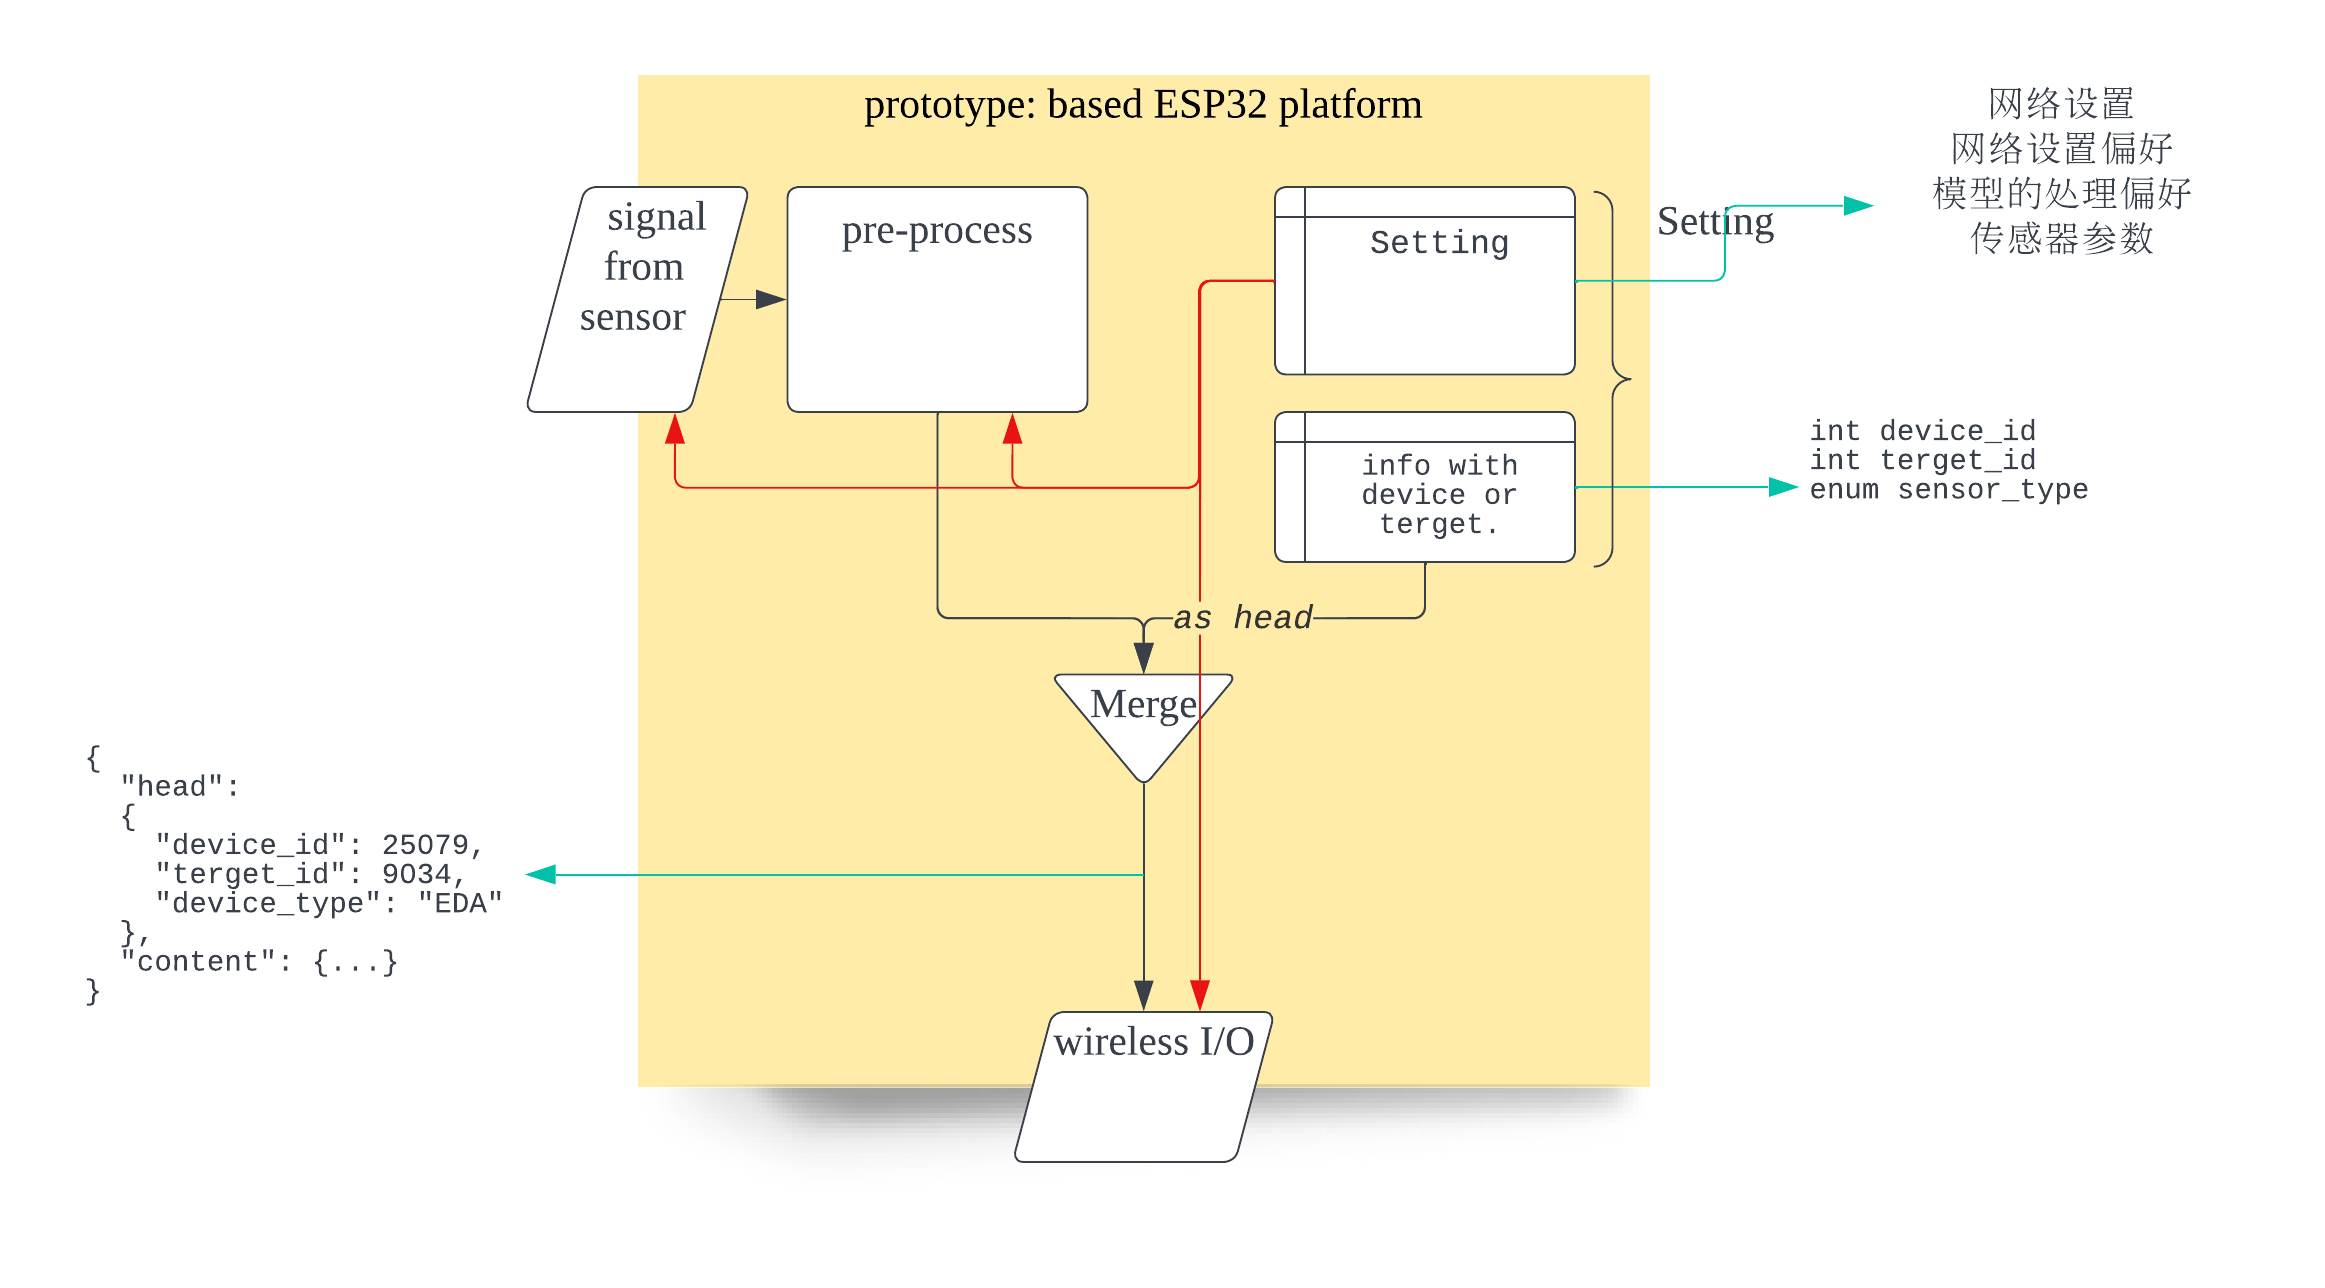 prototype: based ESP32 platform
signal
from
sensor
pre-process
Setting
Setting
网络设置
网络设置偏好
模型的处理偏好
传感器参数
info with
device or
terget.
int device_id
int terget_id
enum sensor_type
as head
Merge
{
"head":
{
"device_id": 25079,
"terget_id": 9034,
"device_type": "EDA"
},
"content": {...}
}
wireless I/O